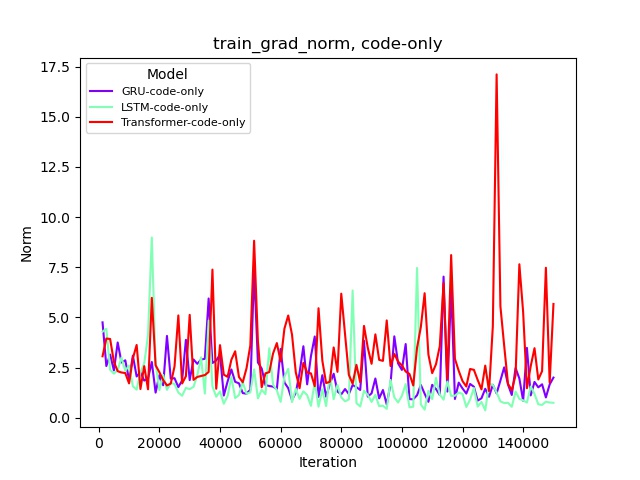 train_grad_norm, code-only
Model
GRU-code-only
LSTM-code-only
Transformer-code-only
Norm
17.5
15.0
12.5
10.0
7.5
5.0
2.5
0.0
0 20000 40000 60000 80000 100000 120000 140000
Iteration